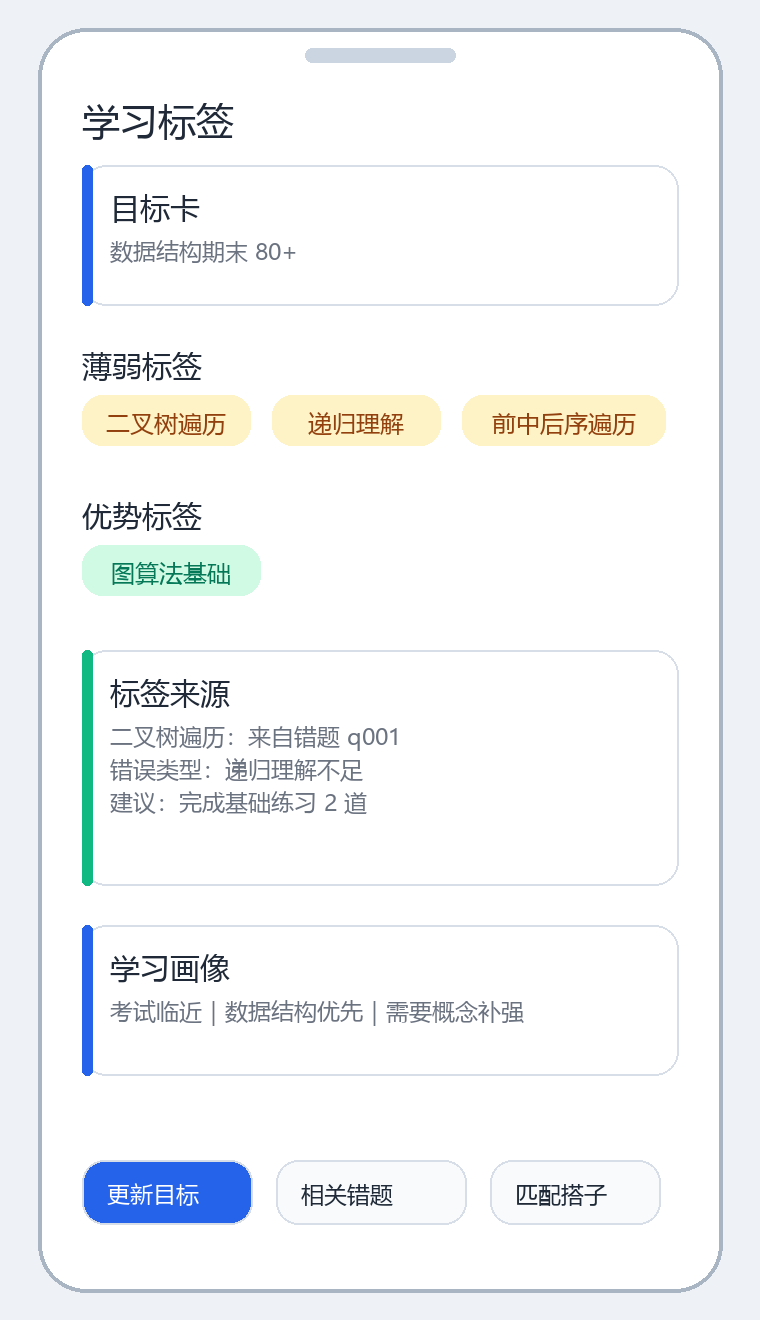 学习标签
目标卡
数据结构期末 80+
薄弱标签
二叉树遍历 递归理解 前中后序遍历
优势标签
图算法基础
标签来源
二叉树遍历：来自错题 q001
错误类型：递归理解不足
建议：完成基础练习 2 道
学习画像
考试临近 | 数据结构优先 | 需要概念补强
更新目标 相关错题 匹配搭子